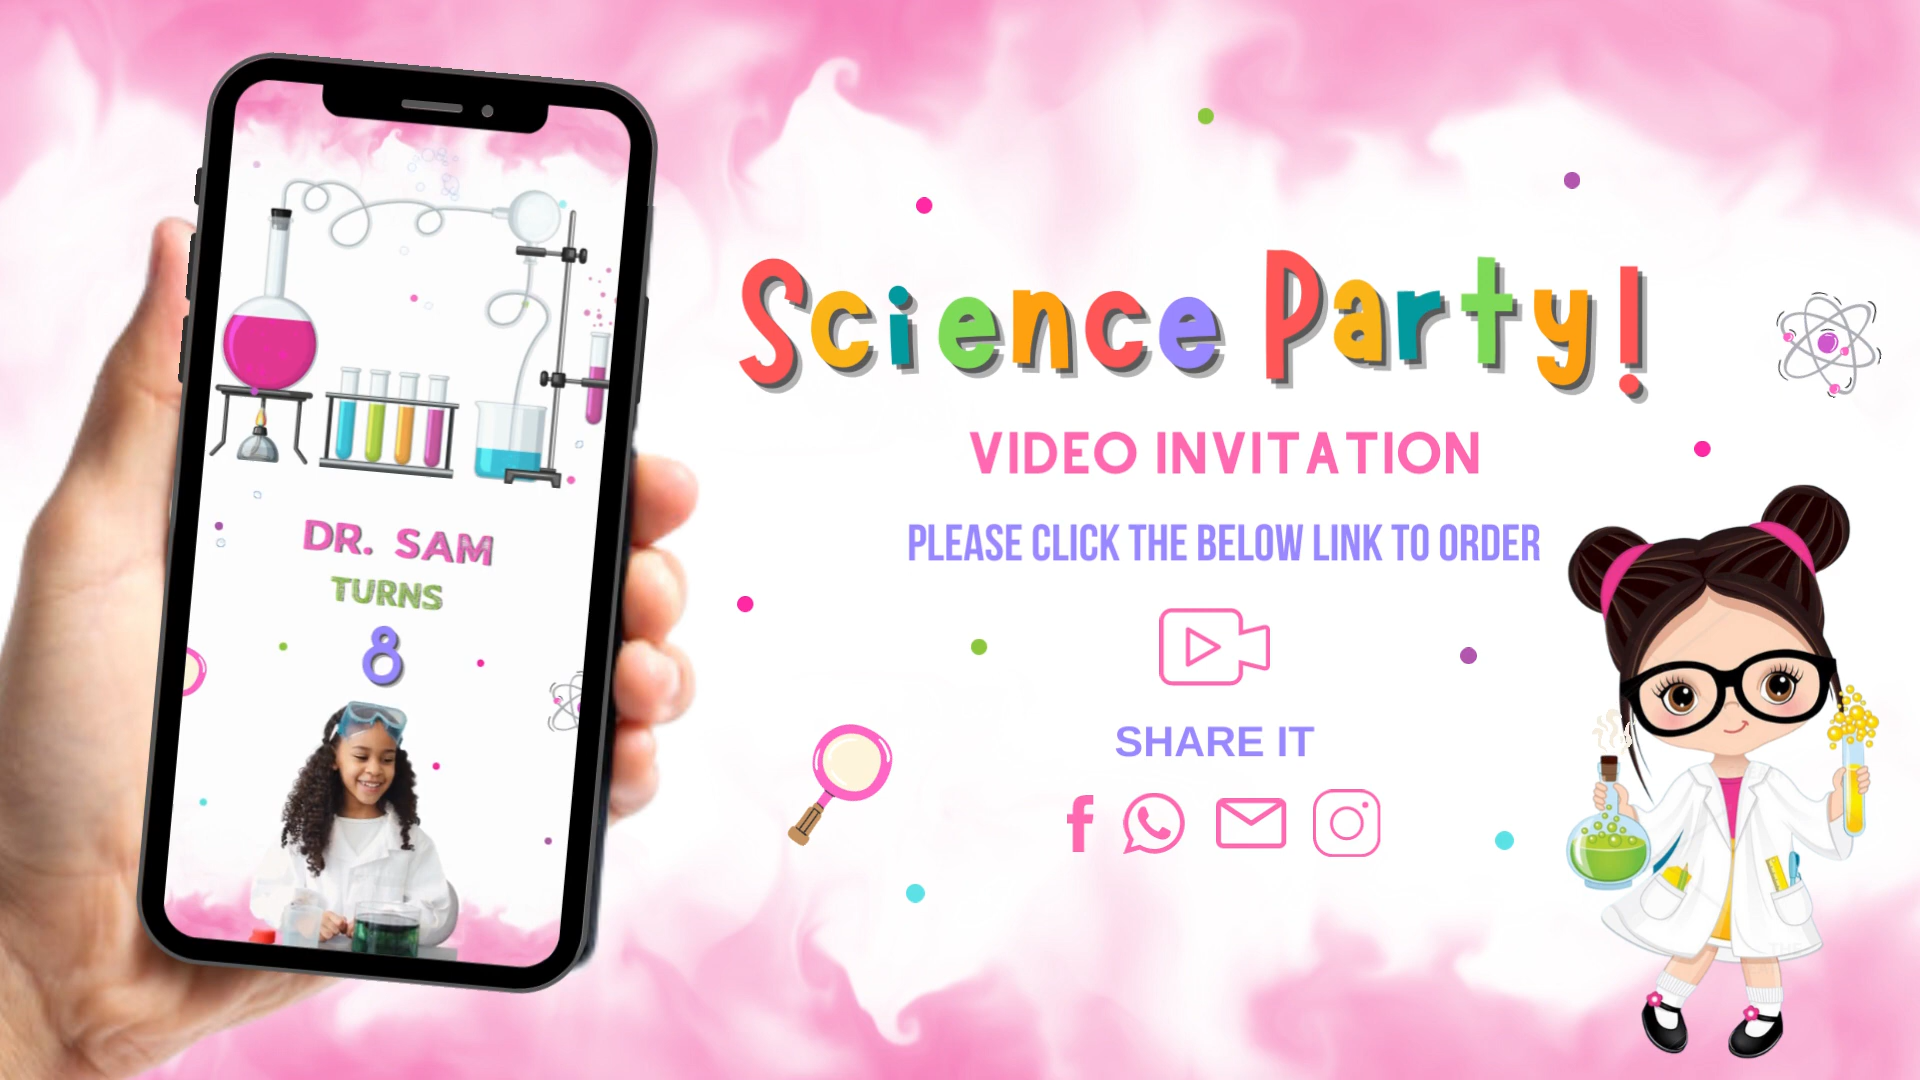 DR. SAM
TURNS
8
Science Party!
VIDEO INVITATION
PLEASE CLICK THE BELOW LINK TO ORDER
SHARE IT